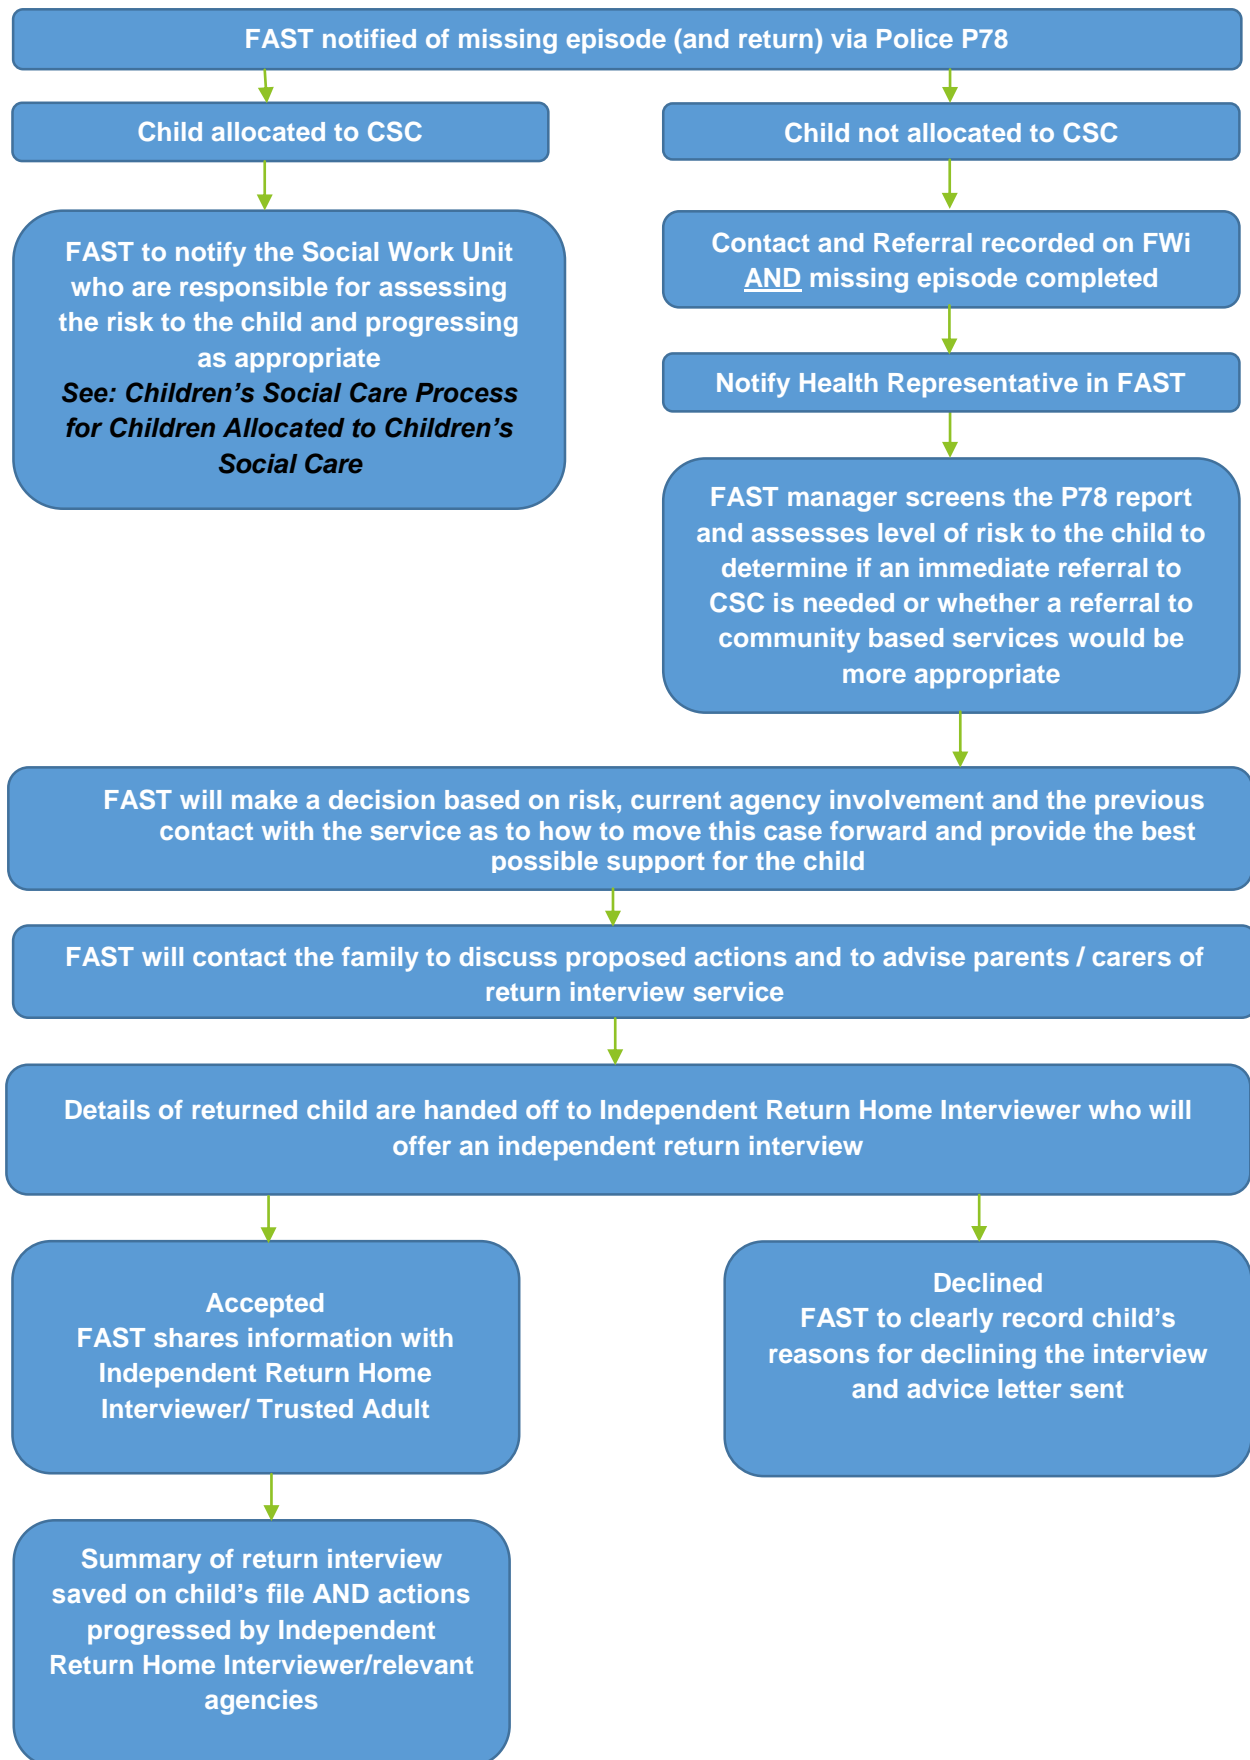 FAST notified of missing episode (and return) via Police P78
Child allocated to CSC
Child not allocated to CSC
FAST to notify the Social Work Unit
who are responsible for assessing
the risk to the child and progressing
as appropriate
See: Children’s Social Care Process
for Children Allocated to Children’s
Social Care
Contact and Referral recorded on FWi
AND missing episode completed
Notify Health Representative in FAST
FAST manager screens the P78 report
and assesses level of risk to the child to
determine if an immediate referral to
CSC is needed or whether a referral to
community based services would be
more appropriate
FAST will make a decision based on risk, current agency involvement and the previous
contact with the service as to how to move this case forward and provide the best
possible support for the child
FAST will contact the family to discuss proposed actions and to advise parents / carers of
return interview service
Details of returned child are handed off to Independent Return Home Interviewer who will
offer an independent return interview
Accepted
FAST shares information with
Independent Return Home
Interviewer/ Trusted Adult
Declined
FAST to clearly record child’s
reasons for declining the interview
and advice letter sent
Summary of return interview
saved on child’s file AND actions
progressed by Independent
Return Home Interviewer/relevant
agencies